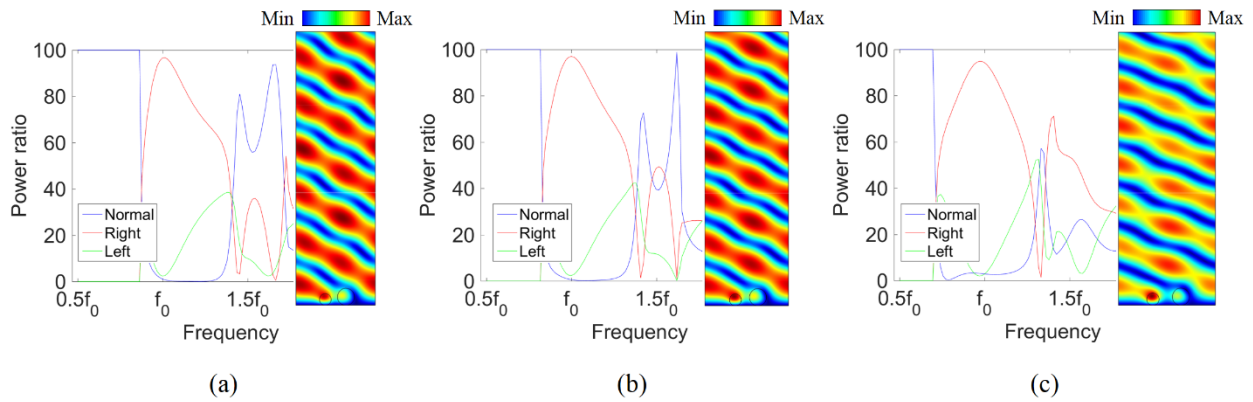 Min Max
100
80
60
40
20
0
Power ratio
Normal
Right
Left
0.5f0 f0 1.5f0
Frequency
(a)
Min Max
100
80
60
40
20
0
Power ratio
Normal
Right
Left
0.5f0 f0 1.5f0
Frequency
(b)
Min Max
100
80
60
40
20
0
Power ratio
Normal
Right
Left
0.5f0 f0 1.5f0
Frequency
(c)